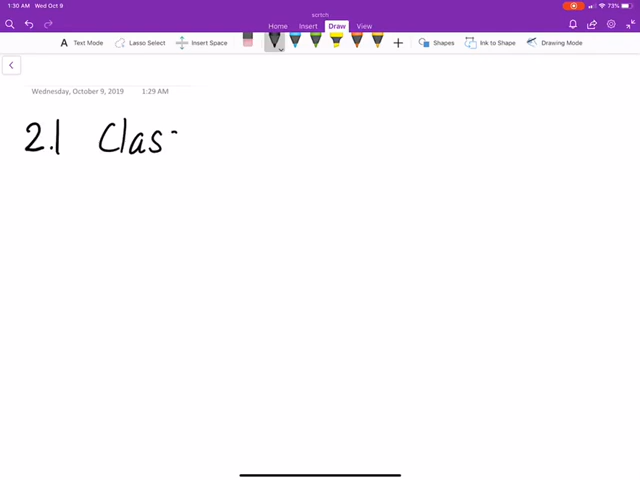 1:30 AM Wed Oct 9
73%
scrtch
Home Insert Draw View
Text Mode Lasso Select Insert Space Shapes Ink to Shape Drawing Mode
Wednesday, October 9, 2019 1:29 AM
2.1 Clas